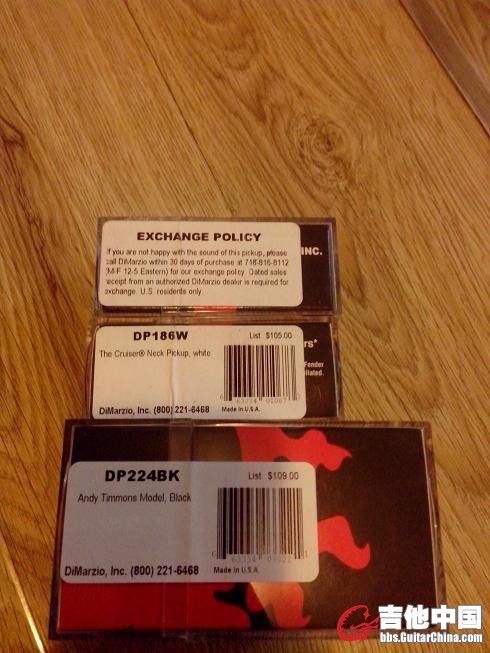 EXCHANGE POLICY
If you are not happy with the sound of this pickup, please
call DiMarzio within 30 days of purchase at 718-816-8112
(M-F 12-5 Eastern) for our exchange policy. Dated sales
receipt from an authorized DiMarzio dealer is required for
exchange. U.S. residents only.
INC.
DP186W
List $105.00
The Cruiser® Neck Pickup, white
DiMarzio, Inc. (800) 221-6468
Made in U.S.A.
rs*
Fender
iliated.
DP224BK
List $109.00
Andy Timmons Model, Black
DiMarzio, Inc. (800) 221-6468
Made in U.S.A.
吉他中国
bbs.GuitarChina.com